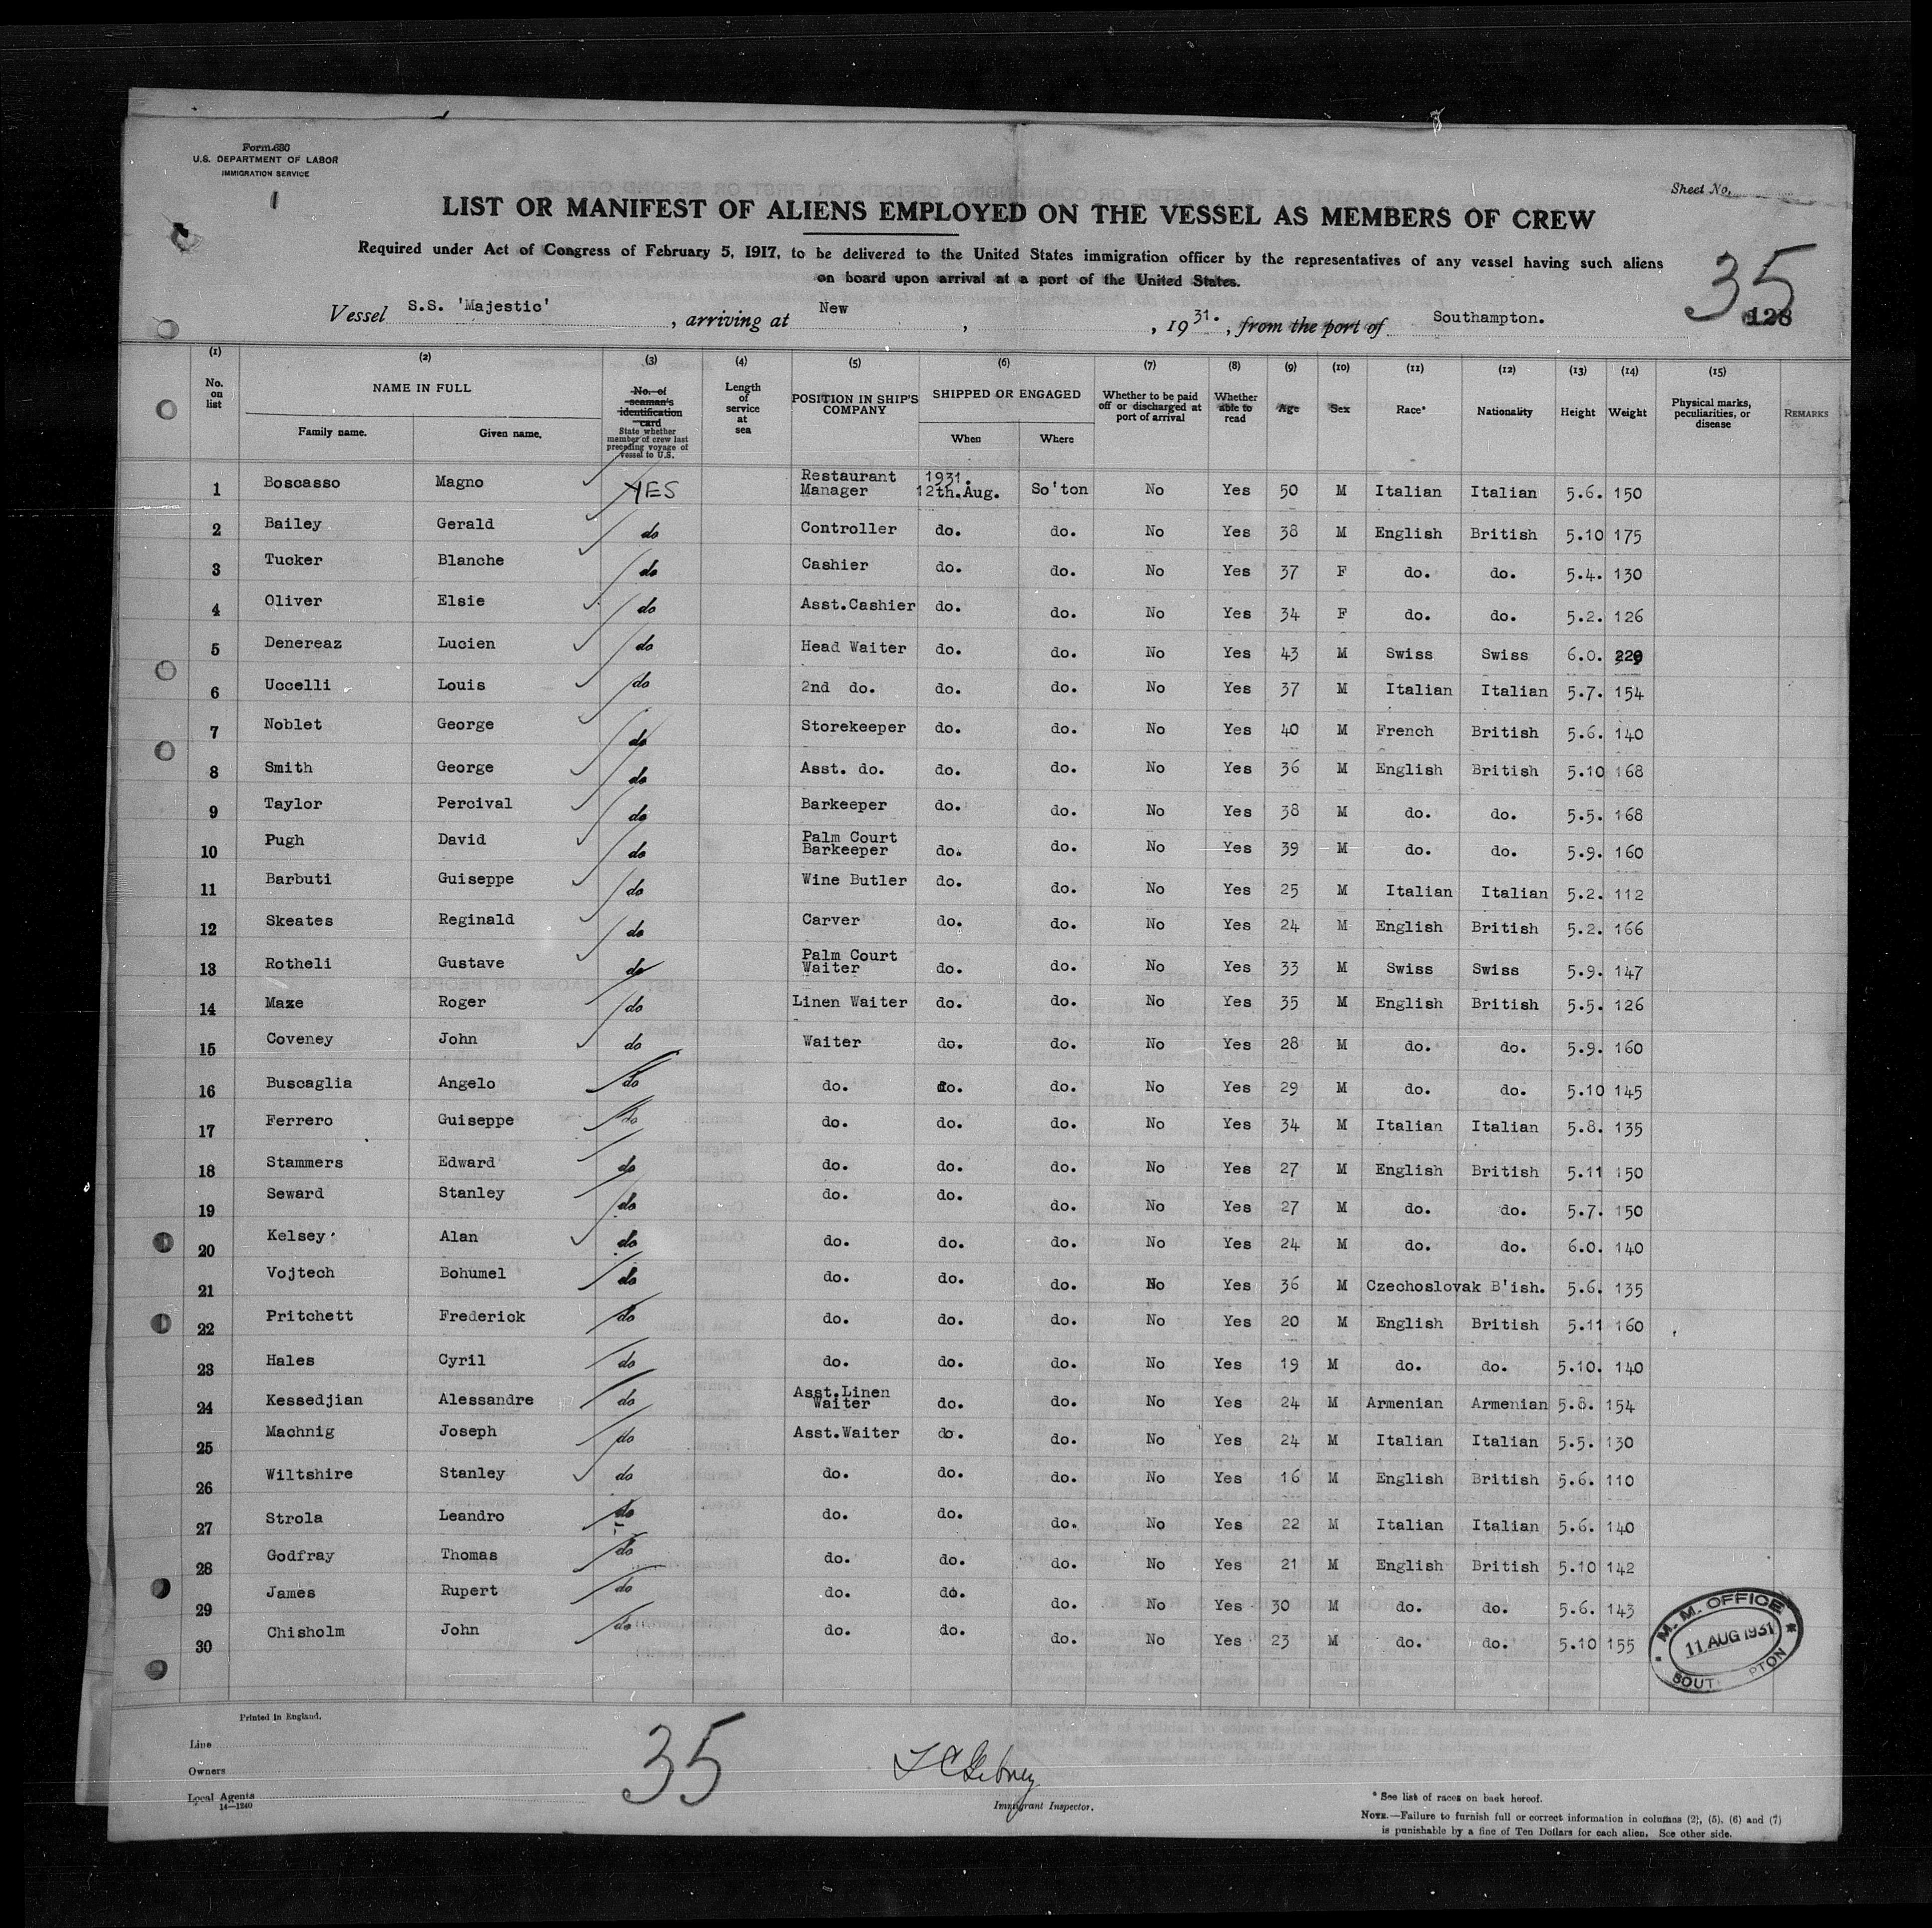 Form 680
U.S. DEPARTMENT OF LABOR
IMMIGRATION SERVICE
1
Sheet No.
LIST OR MANIFEST OF ALIENS EMPLOYED ON THE VESSEL AS MEMBERS OF CREW
Required under Act of Congress of February 5, 1917, to be delivered to the United States immigration officer by the representatives of any vessel having such aliens
on board upon arrival at a port of the United States.
35
128
Vessel S.S. 'Majestic' , arriving at New , , 1931. , from the port of Southampton.
(1) (2) (3) (4) (5) (6) (7) (8) (9) (10) (11) (12) (13) (14) (15)
No. on list NAME IN FULL Family name. Given name. No. of seaman's identification card State whether member of crew last preceding voyage of vessel to U.S. Length of service at sea POSITION IN SHIP'S COMPANY SHIPPED OR ENGAGED When Where Whether to be paid off or discharged at port of arrival Whether able to read Age Sex Race* Nationality Height Weight Physical marks, peculiarities, or disease REMARKS
1 Boscasso Magno YES Restaurant Manager 1931. 12th.Aug. So'ton No Yes 50 M Italian Italian 5.6. 150
2 Bailey Gerald do Controller do. do. No Yes 38 M English British 5.10 175
3 Tucker Blanche do Cashier do. do. No Yes 37 F do. do. 5.4. 130
4 Oliver Elsie do Asst.Cashier do. do. No Yes 34 F do. do. 5.2. 126
5 Denereaz Lucien do Head Waiter do. do. No Yes 43 M Swiss Swiss 6.0.
6 Uccelli Louis do 2nd do. do. do. No Yes 37 M Italian Italian 5.7. 154
7 Noblet George do Storekeeper do. do. No Yes 40 M French British 5.6. 140
8 Smith George do Asst. do. do. do. No Yes 36 M English British 5.10 168
9 Taylor Percival do Barkeeper do. do. No Yes 38 M do. do. 5.5. 168
10 Pugh David do Palm Court Barkeeper do. do. No Yes 39 M do. do. 5.9. 160
11 Barbuti Guiseppe do Wine Butler do. do. No Yes 25 M Italian Italian 5.2. 112
12 Skeates Reginald do Carver do. do. No Yes 24 M English British 5.2. 166
13 Rotheli Gustave do Palm Court Waiter do. do. No Yes 33 M Swiss Swiss 5.9. 147
14 Maxe Roger do Linen Waiter do. do. No Yes 35 M English British 5.5. 126
15 Coveney John do Waiter do. do. No Yes 28 M do. do. 5.9. 160
16 Buscaglia Angelo do do. do. do. No Yes 29 M do. do. 5.10 145
17 Ferrero Guiseppe do do. do. do. No Yes 34 M Italian Italian 5.8. 135
18 Stammers Edward do do. do. do. No Yes 27 M English British 5.11 150
19 Seward Stanley do do. do. do. No Yes 27 M do. do. 5.7. 150
20 Kelsey Alan do do. do. do. No Yes 24 M do. do. 6.0. 140
21 Vojtech Bohumel do do. do. do. No Yes 36 M Czechoslovak B'ish. 5.6. 135
22 Pritchett Frederick do do. do. do. No Yes 20 M English British 5.11 160
23 Hales Cyril do do. do. do. No Yes 19 M do. do. 5.10. 140
24 Kessedjian Alessandre do Asst.Linen Waiter do. do. No Yes 24 M Armenian Armenian 5.8. 154
25 Machnig Joseph do Asst.Waiter do. do. No Yes 24 M Italian Italian 5.5. 130
26 Wiltshire Stanley do do. do. do. No Yes 16 M English British 5.6. 110
27 Strola Leandro do do. do. do. No Yes 22 M Italian Italian 5.6. 140
28 Godfray Thomas do do. do. do. No Yes 21 M English British 5.10 142
29 James Rupert do do. do. do. No Yes 30 M do. do. 5.6. 143
30 Chisholm John do do. do. do. No Yes 23 M do. do. 5.10 155
M. M. OFFICE
11 AUG 1931
SOUT PTON
Printed in England.
Line
Owners
Local Agents
14—1240
35
Immigrant Inspector.
* See list of races on back hereof.
NOTE.—Failure to furnish full or correct information in columns (2), (5), (6) and (7)
is punishable by a fine of Ten Dollars for each alien. See other side.